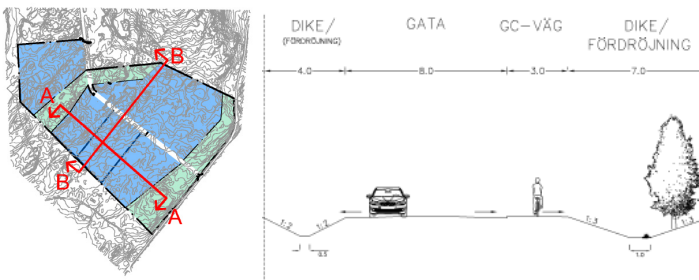 B
A
B
A
DIKE/
(FÖRDRÖJNING)
GATA
GC-VÄG
DIKE/
FÖRDRÖJNING
4.0
8.0
3.0
7.0
1:2
1:2
1:3
1:3
0.5
1.0